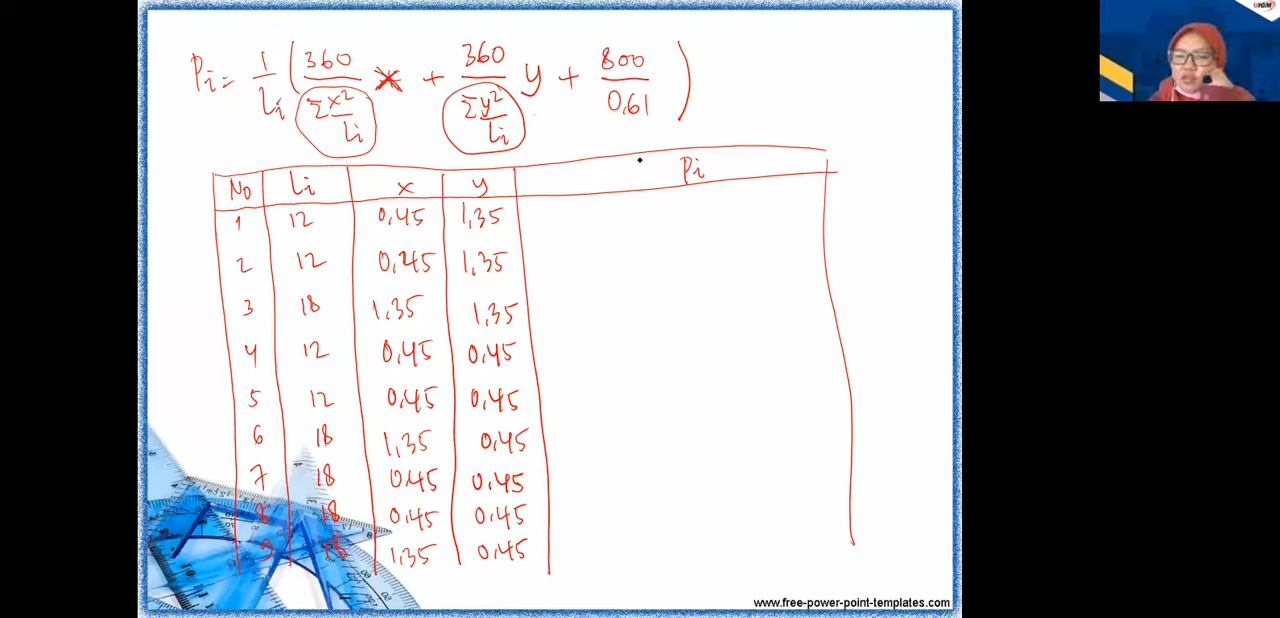 Pi = 1/Li ( 360/(Σx²/Li) x + 360/(Σy²/Li) y + 800/0,61 )
No Li x y Pi
1 12 0,45 1,35
2 12 0,45 1,35
3 18 1,35 1,35
4 12 0,45 0,45
5 12 0,45 0,45
6 18 1,35 0,45
7 18 0,45 0,45
8 18 0,45 0,45
9 18 1,35 0,45
www.free-power-point-templates.com